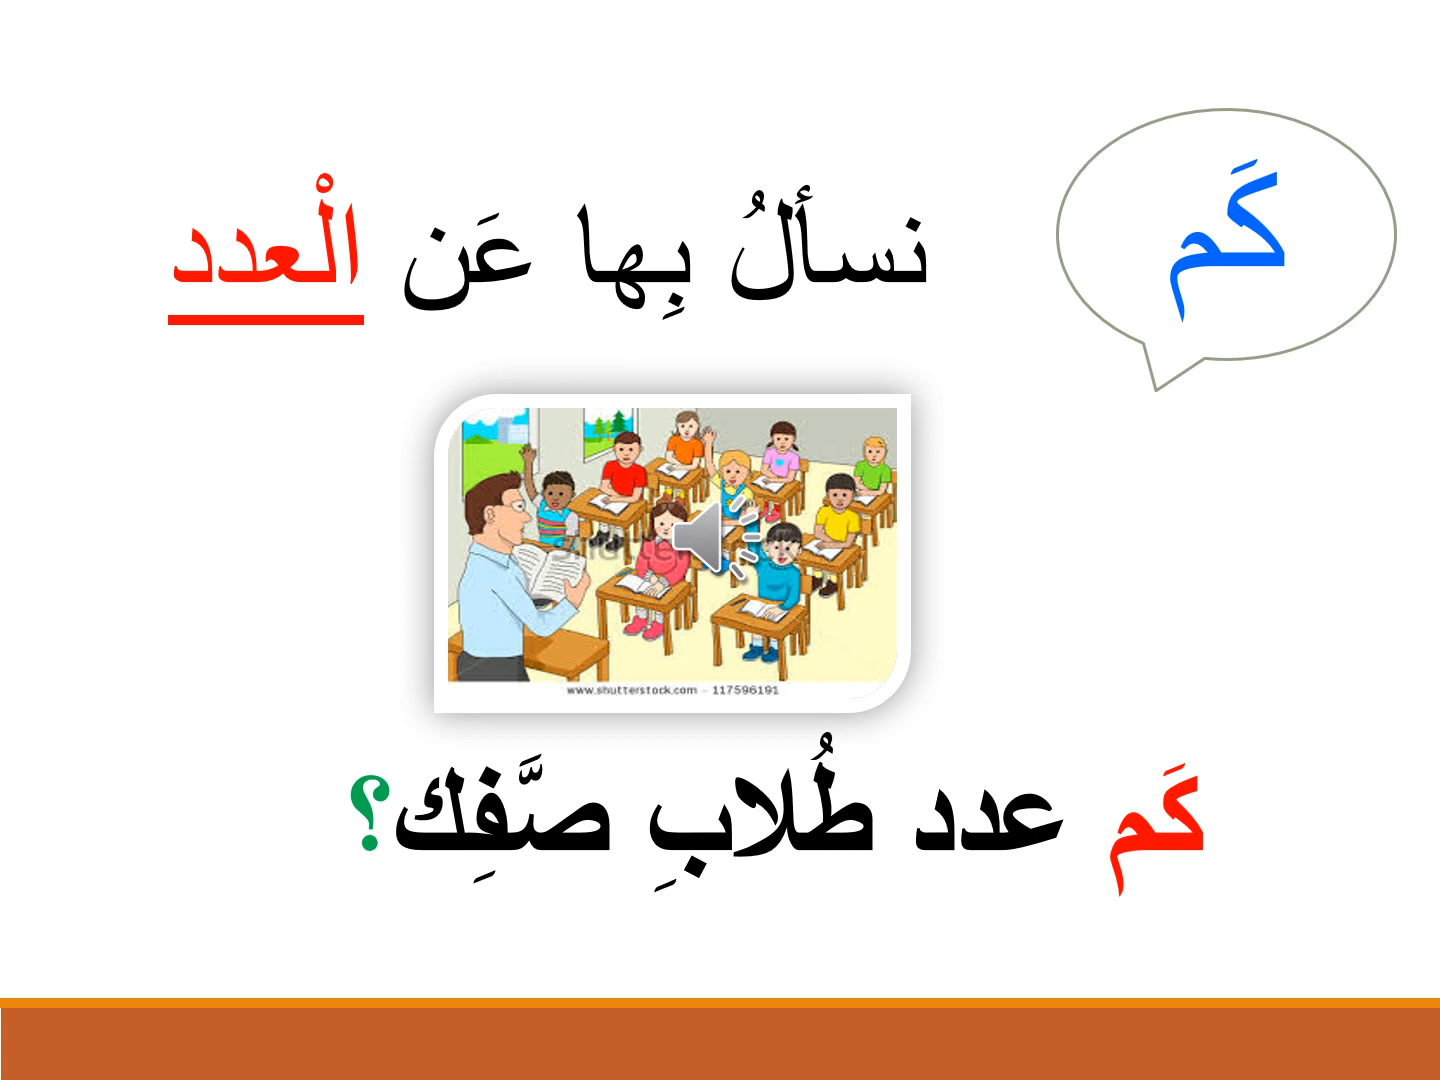 كَم
نسألُ بِها عَن الْعدد
www.shutterstock.com – 117596191
كَم عدد طُلابِ صَّفِك؟